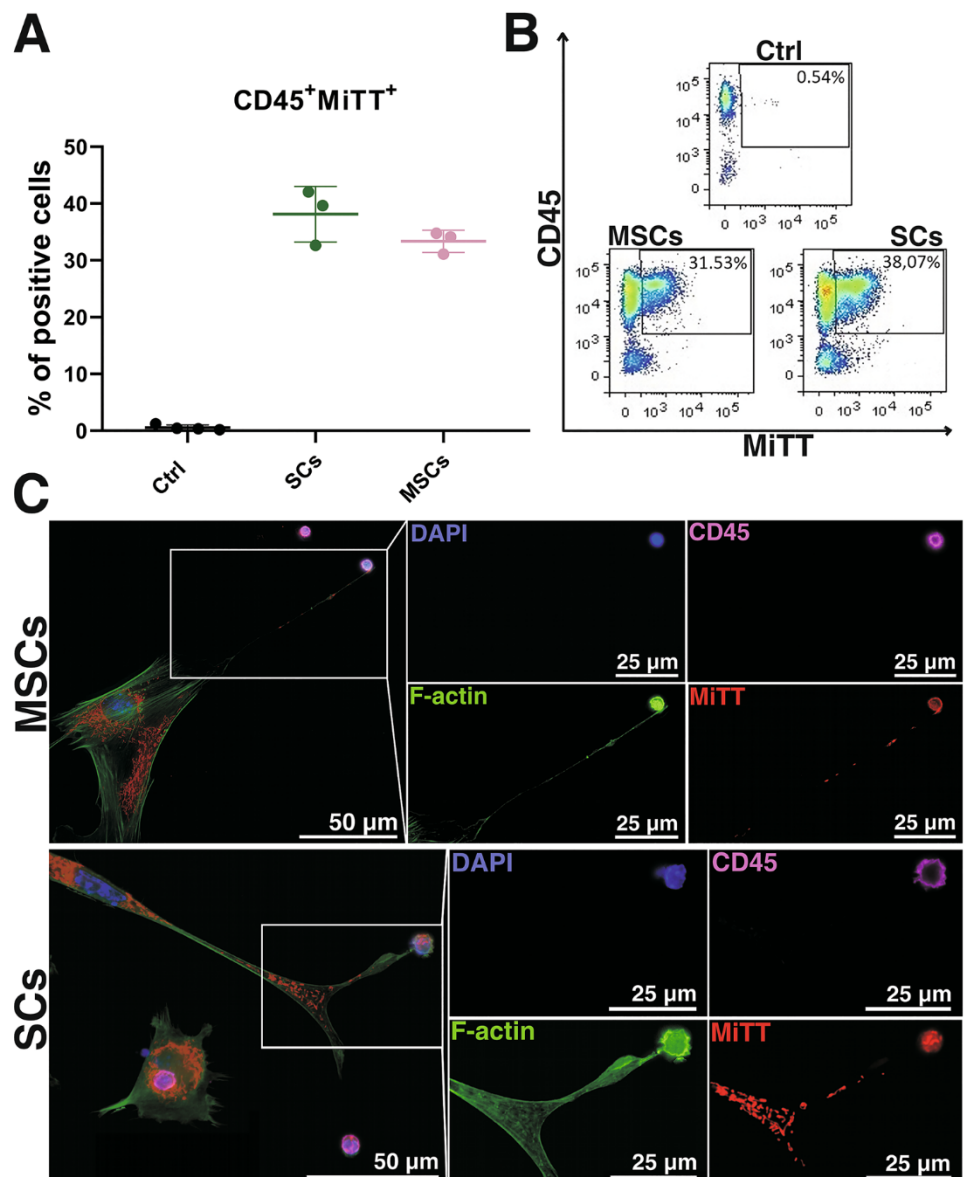 A
CD45⁺MiTT⁺
% of positive cells
50
40
30
20
10
0
Ctrl
SCs
MSCs
B
CD45
MiTT
Ctrl
0.54%
10⁵
10⁴
10³
0
0 10³ 10⁴ 10⁵
MSCs
31.53%
10⁵
10⁴
10³
0
0 10³ 10⁴ 10⁵
SCs
38,07%
10⁵
10⁴
10³
0
0 10³ 10⁴ 10⁵
C
MSCs
50 µm
DAPI
25 µm
CD45
25 µm
F-actin
25 µm
MiTT
25 µm
SCs
50 µm
DAPI
25 µm
CD45
25 µm
F-actin
25 µm
MiTT
25 µm